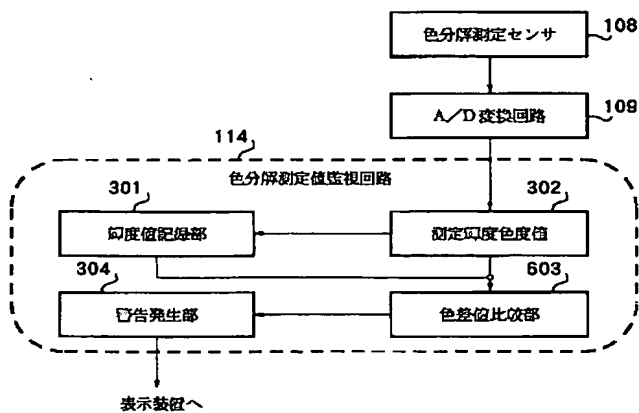 色分解測定センサ
108
A/D変換回路
109
114
色分解測定値監視回路
301
302
輝度値記録部
測定輝度色度値
304
603
警告発生部
色差値比較部
表示装置へ